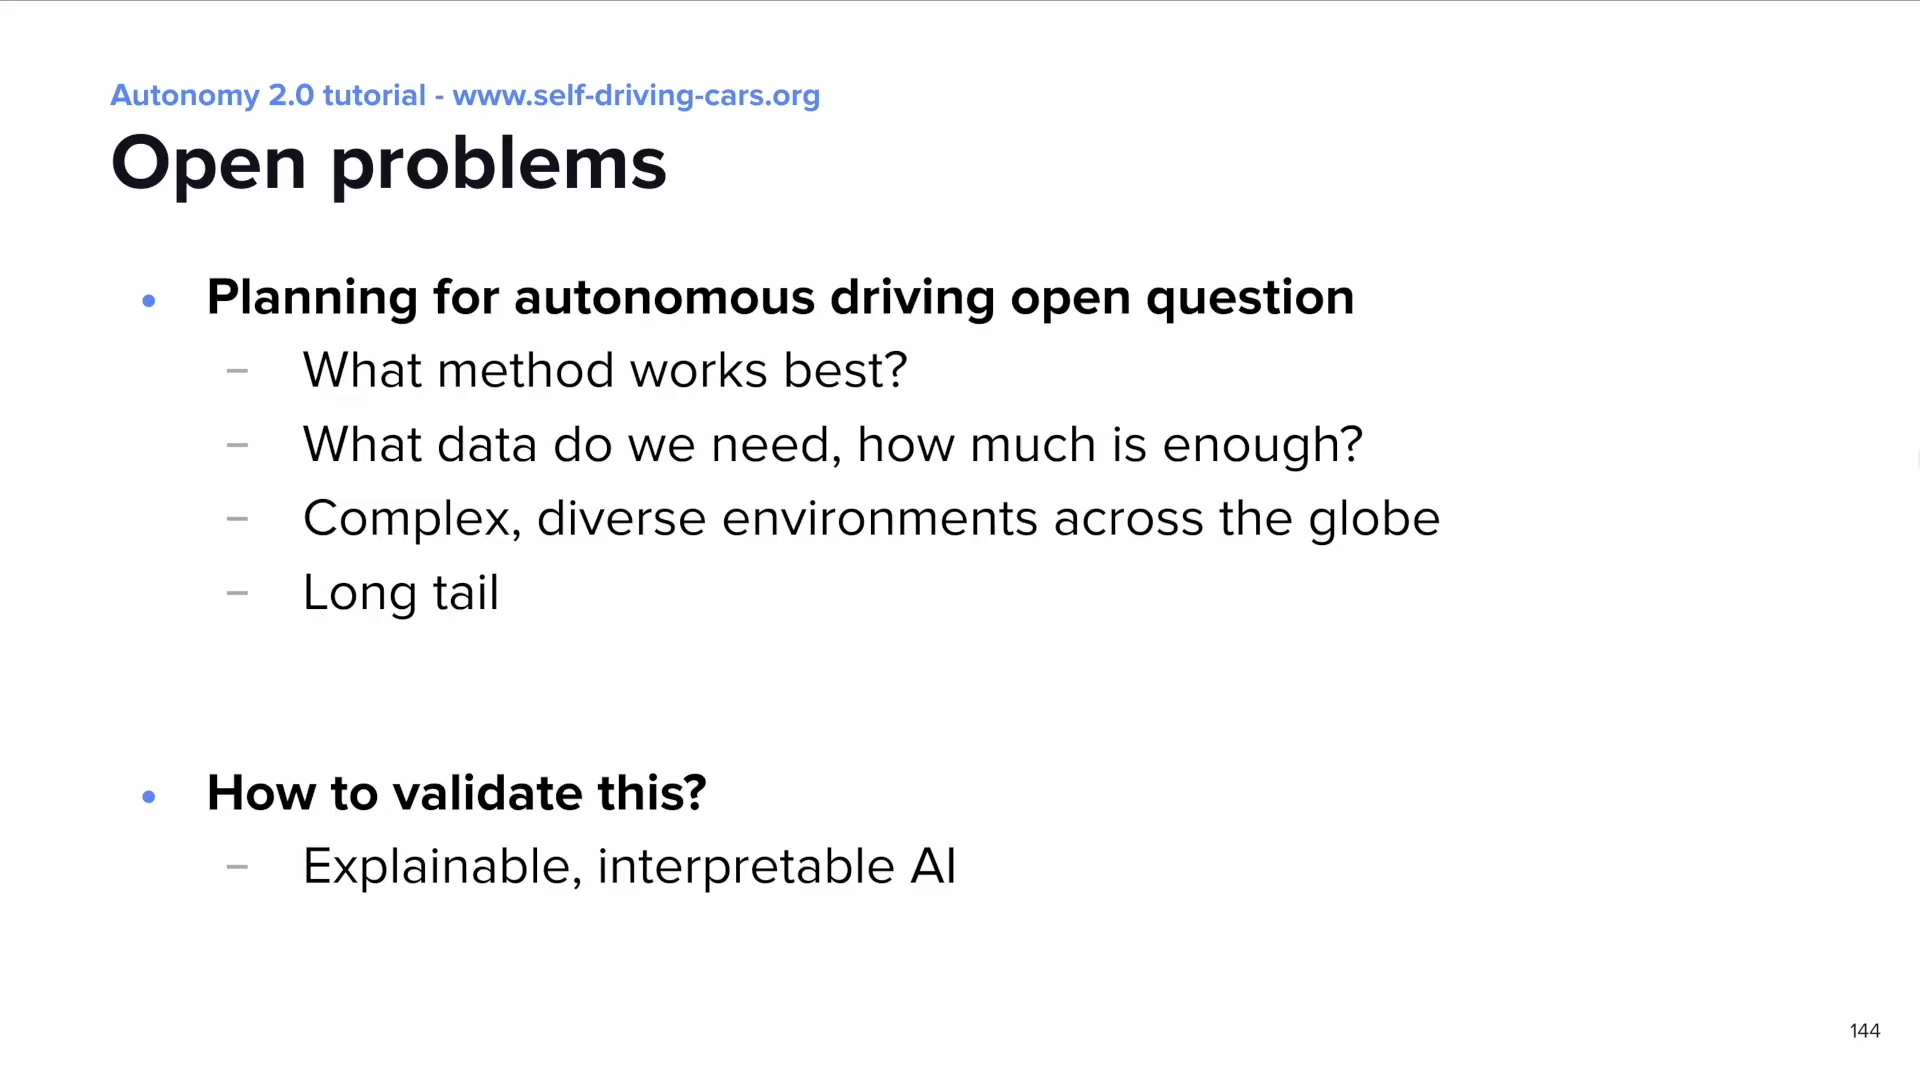 Autonomy 2.0 tutorial - www.self-driving-cars.org
Open problems
• Planning for autonomous driving open question
– What method works best?
– What data do we need, how much is enough?
– Complex, diverse environments across the globe
– Long tail
• How to validate this?
– Explainable, interpretable AI
144